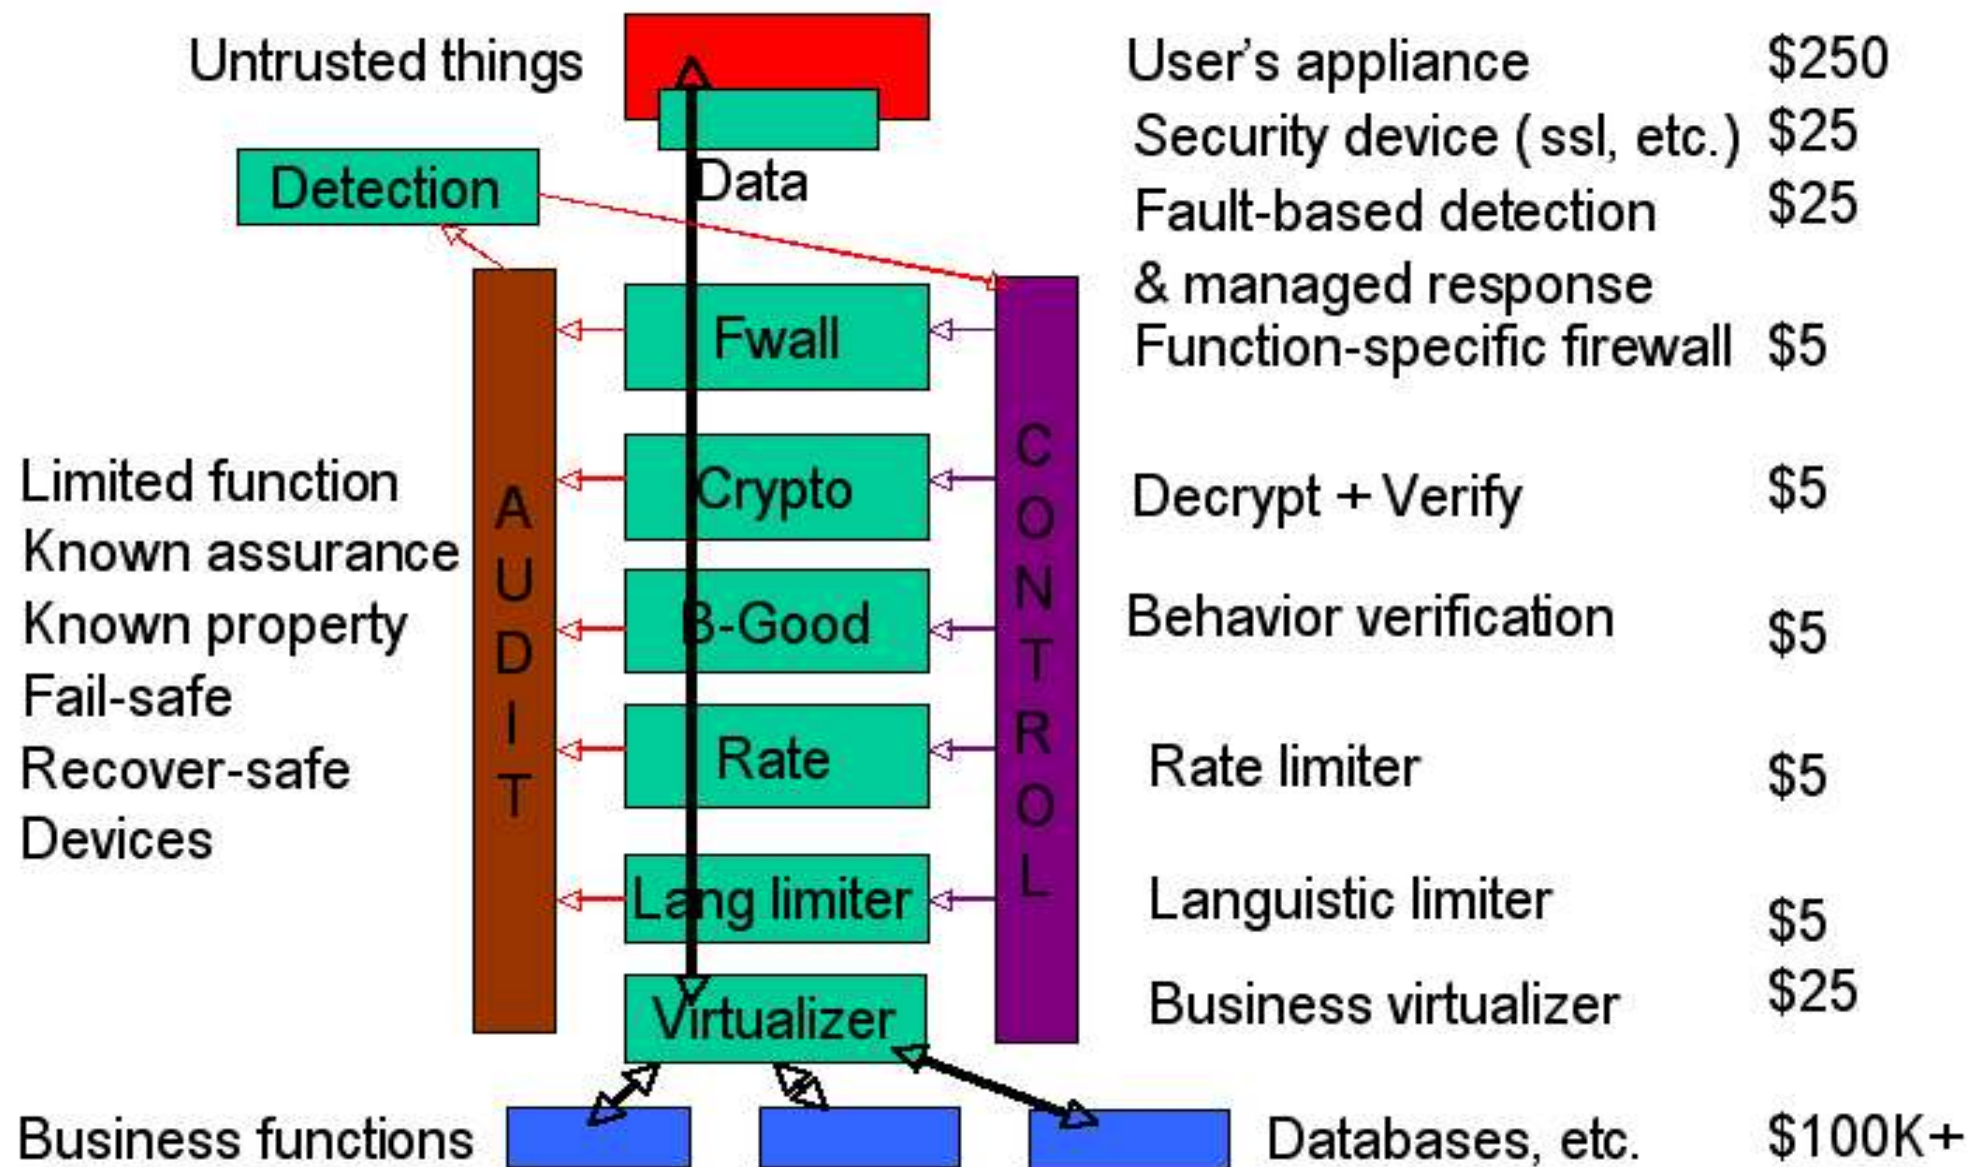 Untrusted things
User's appliance $250
Security device ( ssl, etc.) $25
Data
Detection
Fault-based detection $25
& managed response
Fwall
Function-specific firewall $5
Limited function
Known assurance
Known property
Fail-safe
Recover-safe
Devices
AUDIT
Crypto
CONTROL
Decrypt + Verify $5
B-Good
Behavior verification $5
Rate
Rate limiter $5
Lang limiter
Languistic limiter $5
Virtualizer
Business virtualizer $25
Business functions
Databases, etc. $100K+